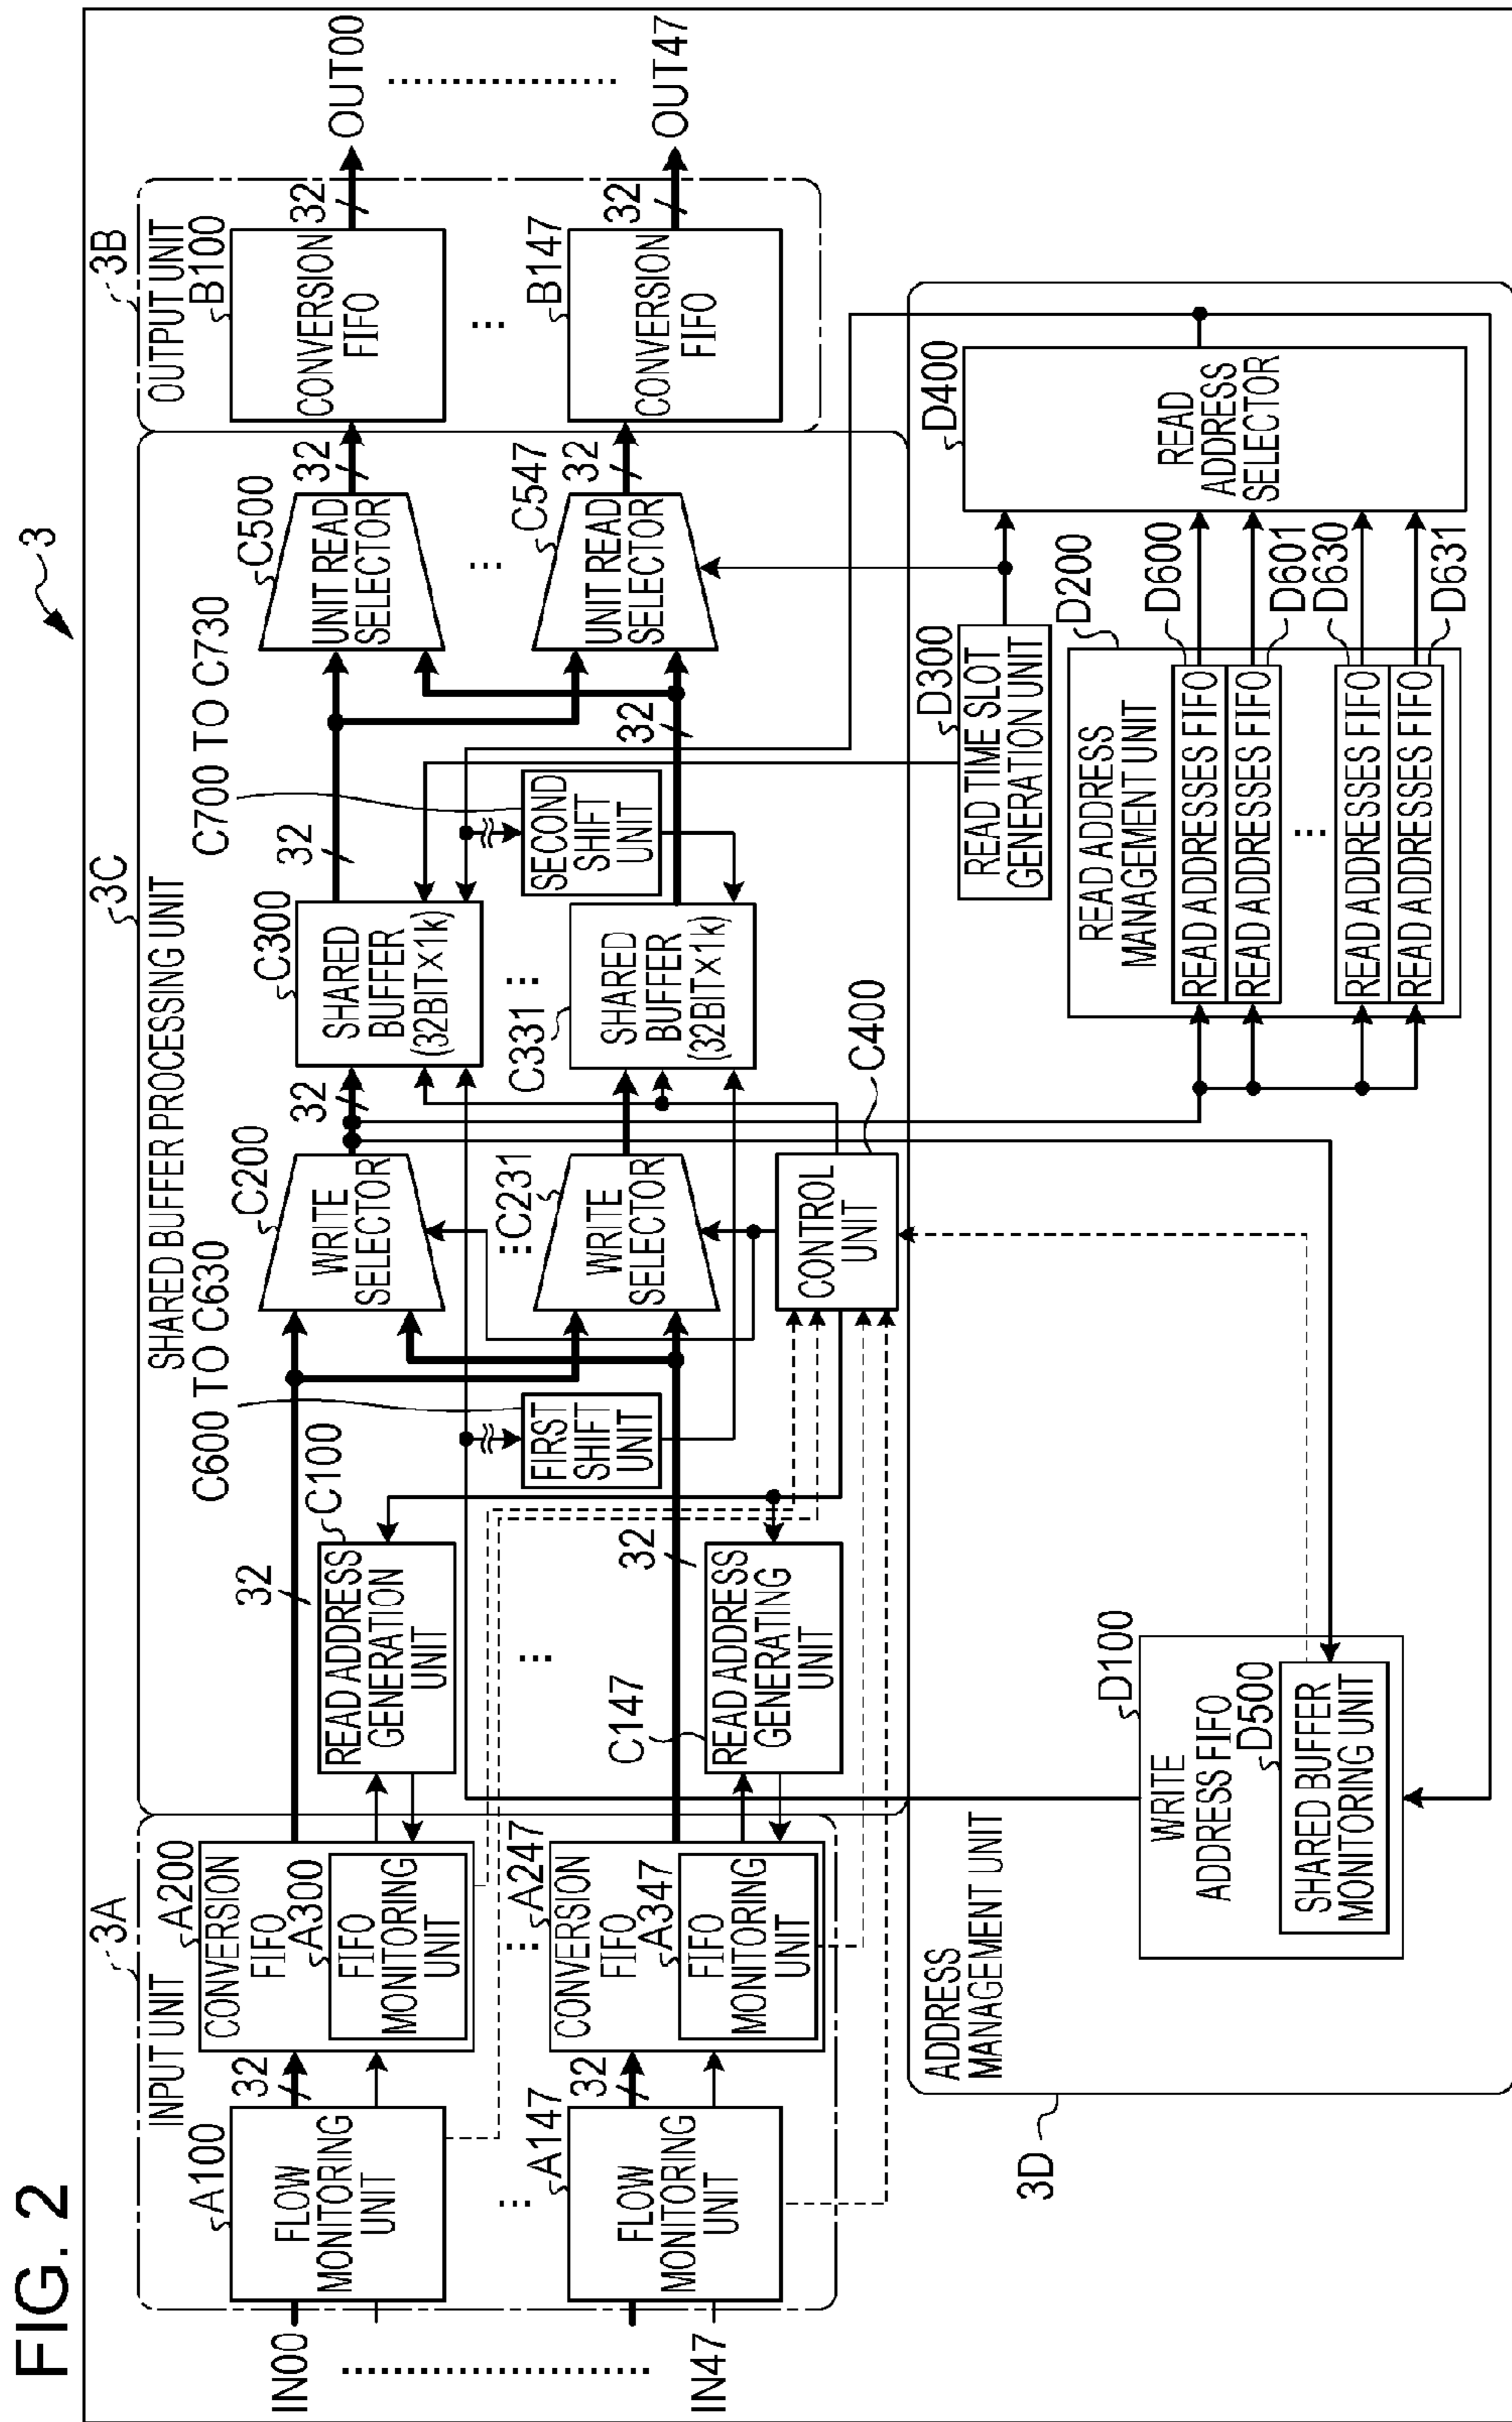 FIG. 2
3
3A
INPUT UNIT
3C
SHARED BUFFER PROCESSING UNIT
3B
OUTPUT UNIT
IN00
IN47
A100
FLOW
MONITORING
UNIT
32
A200
CONVERSION
FIFO
A300
FIFO
MONITORING
UNIT
...
A147
FLOW
MONITORING
UNIT
32
...
A247
CONVERSION
FIFO
A347
FIFO
MONITORING
UNIT
32
C100
READ ADDRESS
GENERATION
UNIT
...
C147
READ ADDRESS
GENERATING
UNIT
32
C600 TO C630
FIRST
SHIFT
UNIT
C200
WRITE
SELECTOR
32
...
C231
WRITE
SELECTOR
C400
CONTROL
UNIT
C300
SHARED
BUFFER
(32BIT×1k)
32
...
C331
SHARED
BUFFER
(32BIT×1k)
32
C700 TO C730
SECOND
SHIFT
UNIT
C500
UNIT READ
SELECTOR
32
...
C547
UNIT READ
SELECTOR
32
B100
CONVERSION
FIFO
32
OUT00
...
B147
CONVERSION
FIFO
32
OUT47
3D
ADDRESS
MANAGEMENT UNIT
D100
WRITE
ADDRESS FIFO
D500
SHARED BUFFER
MONITORING UNIT
D300
READ TIME SLOT
GENERATION UNIT
D200
READ ADDRESS
MANAGEMENT UNIT
READ ADDRESSES FIFO
D600
READ ADDRESSES FIFO
D601
...
READ ADDRESSES FIFO
D630
READ ADDRESSES FIFO
D631
D400
READ
ADDRESS
SELECTOR